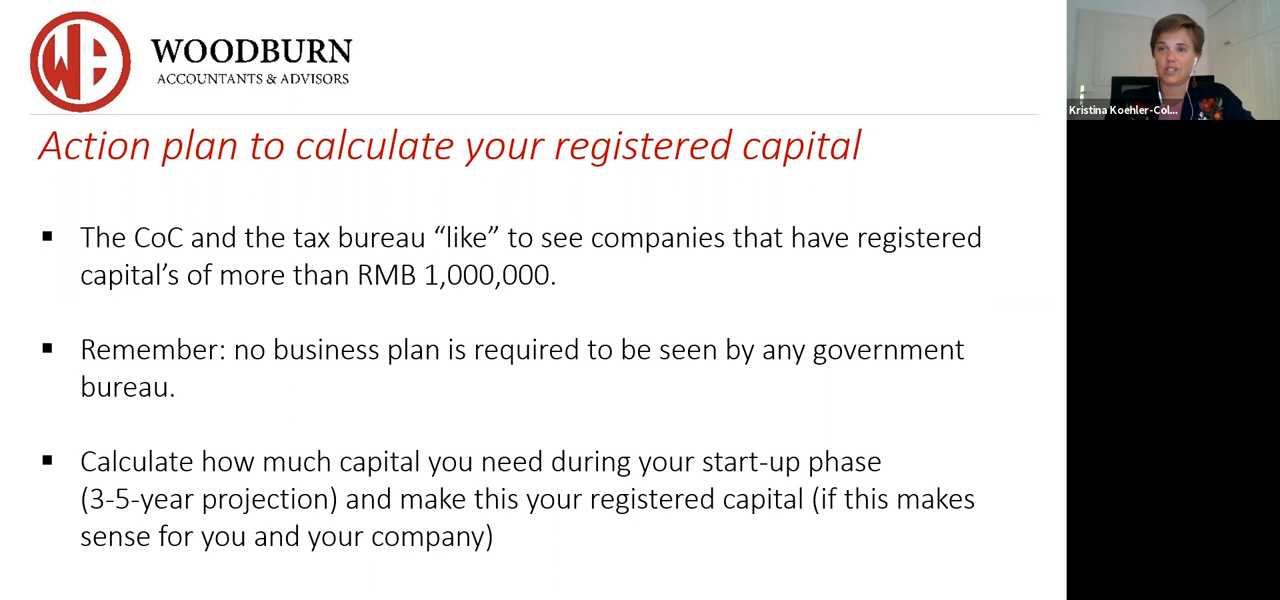 WOODBURN
ACCOUNTANTS & ADVISORS
Kristina Koehler-Col...
Action plan to calculate your registered capital
▪ The CoC and the tax bureau “like” to see companies that have registered
capital’s of more than RMB 1,000,000.
▪ Remember: no business plan is required to be seen by any government
bureau.
▪ Calculate how much capital you need during your start-up phase
(3-5-year projection) and make this your registered capital (if this makes
sense for you and your company)